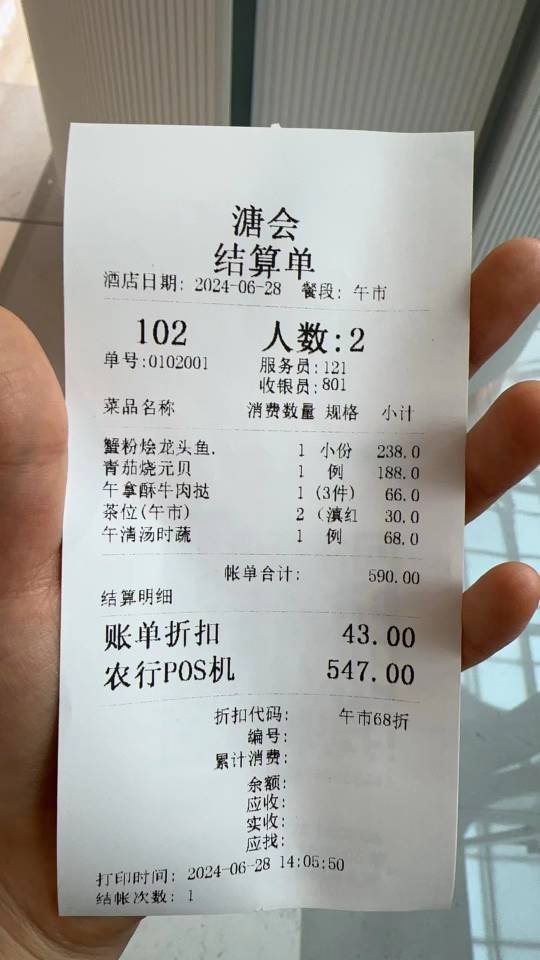 溏会
结算单
酒店日期: 2024-06-28 餐段: 午市
102 人数:2
单号:0102001 服务员:121
收银员:801
菜品名称 消费数量 规格 小计
蟹粉烩龙头鱼. 1 小份 238.0
青茄烧元贝 1 例 188.0
午拿酥牛肉挞 1 (3件) 66.0
茶位(午市) 2 (滇红 30.0
午清汤时蔬 1 例 68.0
帐单合计: 590.00
结算明细
账单折扣 43.00
农行POS机 547.00
折扣代码: 午市68折
编号:
累计消费:
余额:
应收:
实收:
应找:
打印时间: 2024-06-28 14:05:50
结帐次数: 1